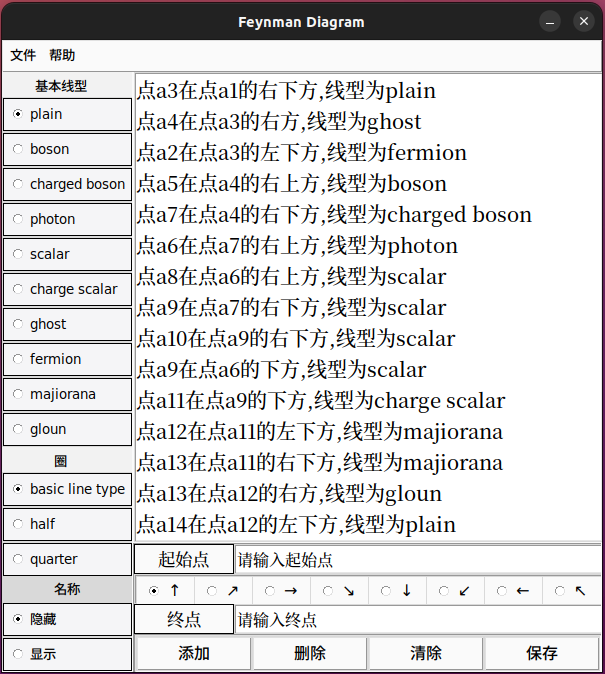 Feynman Diagram
文件 帮助
基本线型
plain
boson
charged boson
photon
scalar
charge scalar
ghost
fermion
majiorana
gloun
圈
basic line type
half
quarter
名称
隐藏
显示
点a3在点a1的右下方,线型为plain
点a4在点a3的右方,线型为ghost
点a2在点a3的左下方,线型为fermion
点a5在点a4的右上方,线型为boson
点a7在点a4的右下方,线型为charged boson
点a6在点a7的右上方,线型为photon
点a8在点a6的右上方,线型为scalar
点a9在点a7的右下方,线型为scalar
点a10在点a9的右下方,线型为scalar
点a9在点a6的下方,线型为scalar
点a11在点a9的下方,线型为charge scalar
点a12在点a11的左下方,线型为majiorana
点a13在点a11的右下方,线型为majiorana
点a13在点a12的右方,线型为gloun
点a14在点a12的左下方,线型为plain
起始点 请输入起始点
↑ ↗ → ↘ ↓ ↙ ← ↖
终点 请输入终点
添加 删除 清除 保存